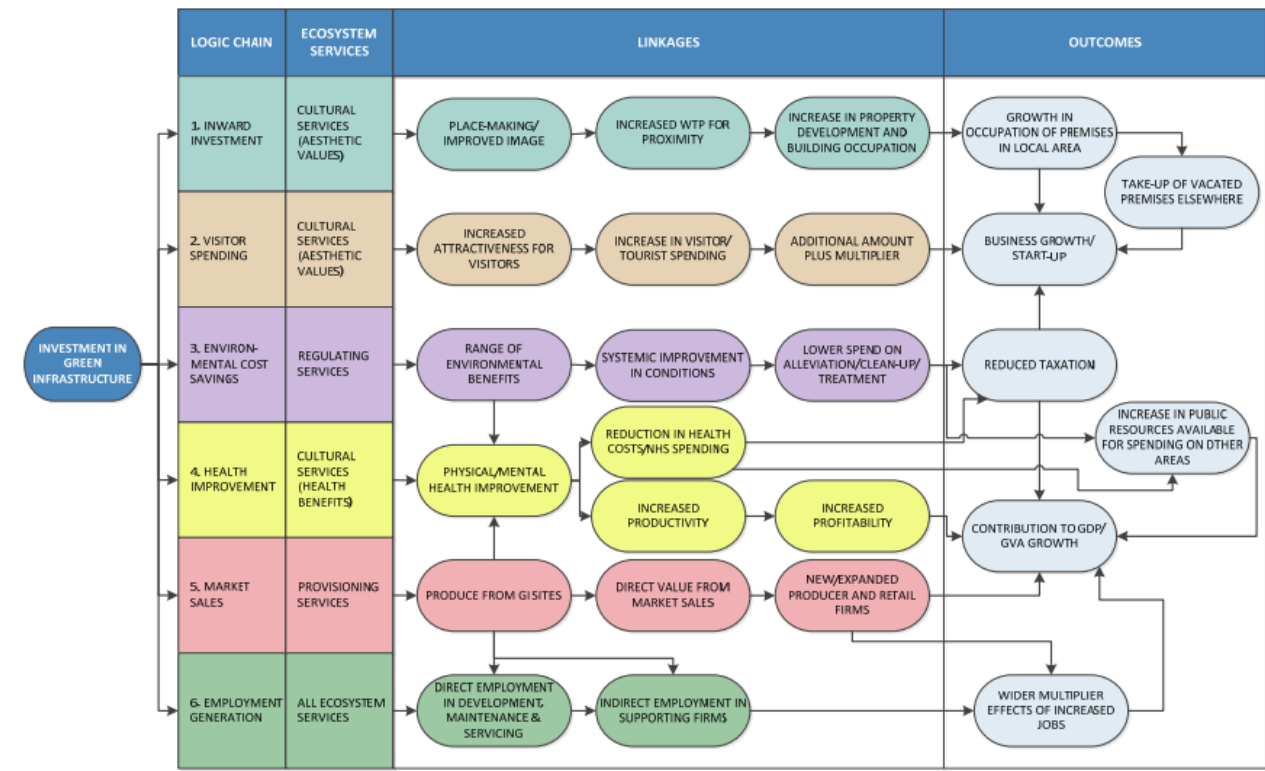 LOGIC CHAIN
ECOSYSTEM
SERVICES
LINKAGES
OUTCOMES
INVESTMENT IN
GREEN
INFRASTRUCTURE
1. INWARD
INVESTMENT
CULTURAL
SERVICES
(AESTHETIC
VALUES)
PLACE-MAKING/
IMPROVED IMAGE
INCREASED WTP FOR
PROXIMITY
INCREASE IN PROPERTY
DEVELOPMENT AND
BUILDING OCCUPATION
GROWTH IN
OCCUPATION OF PREMISES
IN LOCAL AREA
TAKE-UP OF VACATED
PREMISES ELSEWHERE
2. VISITOR
SPENDING
CULTURAL
SERVICES
(AESTHETIC
VALUES)
INCREASED
ATTRACTIVENESS FOR
VISITORS
INCREASE IN VISITOR/
TOURIST SPENDING
ADDITIONAL AMOUNT
PLUS MULTIPLIER
BUSINESS GROWTH/
START-UP
3. ENVIRON-
MENTAL COST
SAVINGS
REGULATING
SERVICES
RANGE OF
ENVIRONMENTAL
BENEFITS
SYSTEMIC IMPROVEMENT
IN CONDITIONS
LOWER SPEND ON
ALLEVIATION/CLEAN-UP/
TREATMENT
REDUCED TAXATION
INCREASE IN PUBLIC
RESOURCES AVAILABLE
FOR SPENDING ON OTHER
AREAS
4. HEALTH
IMPROVEMENT
CULTURAL
SERVICES
(HEALTH
BENEFITS)
PHYSICAL/MENTAL
HEALTH IMPROVEMENT
REDUCTION IN HEALTH
COSTS/NHS SPENDING
INCREASED
PRODUCTIVITY
INCREASED
PROFITABILITY
CONTRIBUTION TO GDP/
GVA GROWTH
5. MARKET
SALES
PROVISIONING
SERVICES
PRODUCE FROM GI SITES
DIRECT VALUE FROM
MARKET SALES
NEW/EXPANDED
PRODUCER AND RETAIL
FIRMS
6. EMPLOYMENT
GENERATION
ALL ECOSYSTEM
SERVICES
DIRECT EMPLOYMENT
IN DEVELOPMENT,
MAINTENANCE &
SERVICING
INDIRECT EMPLOYMENT IN
SUPPORTING FIRMS
WIDER MULTIPLIER
EFFECTS OF INCREASED
JOBS